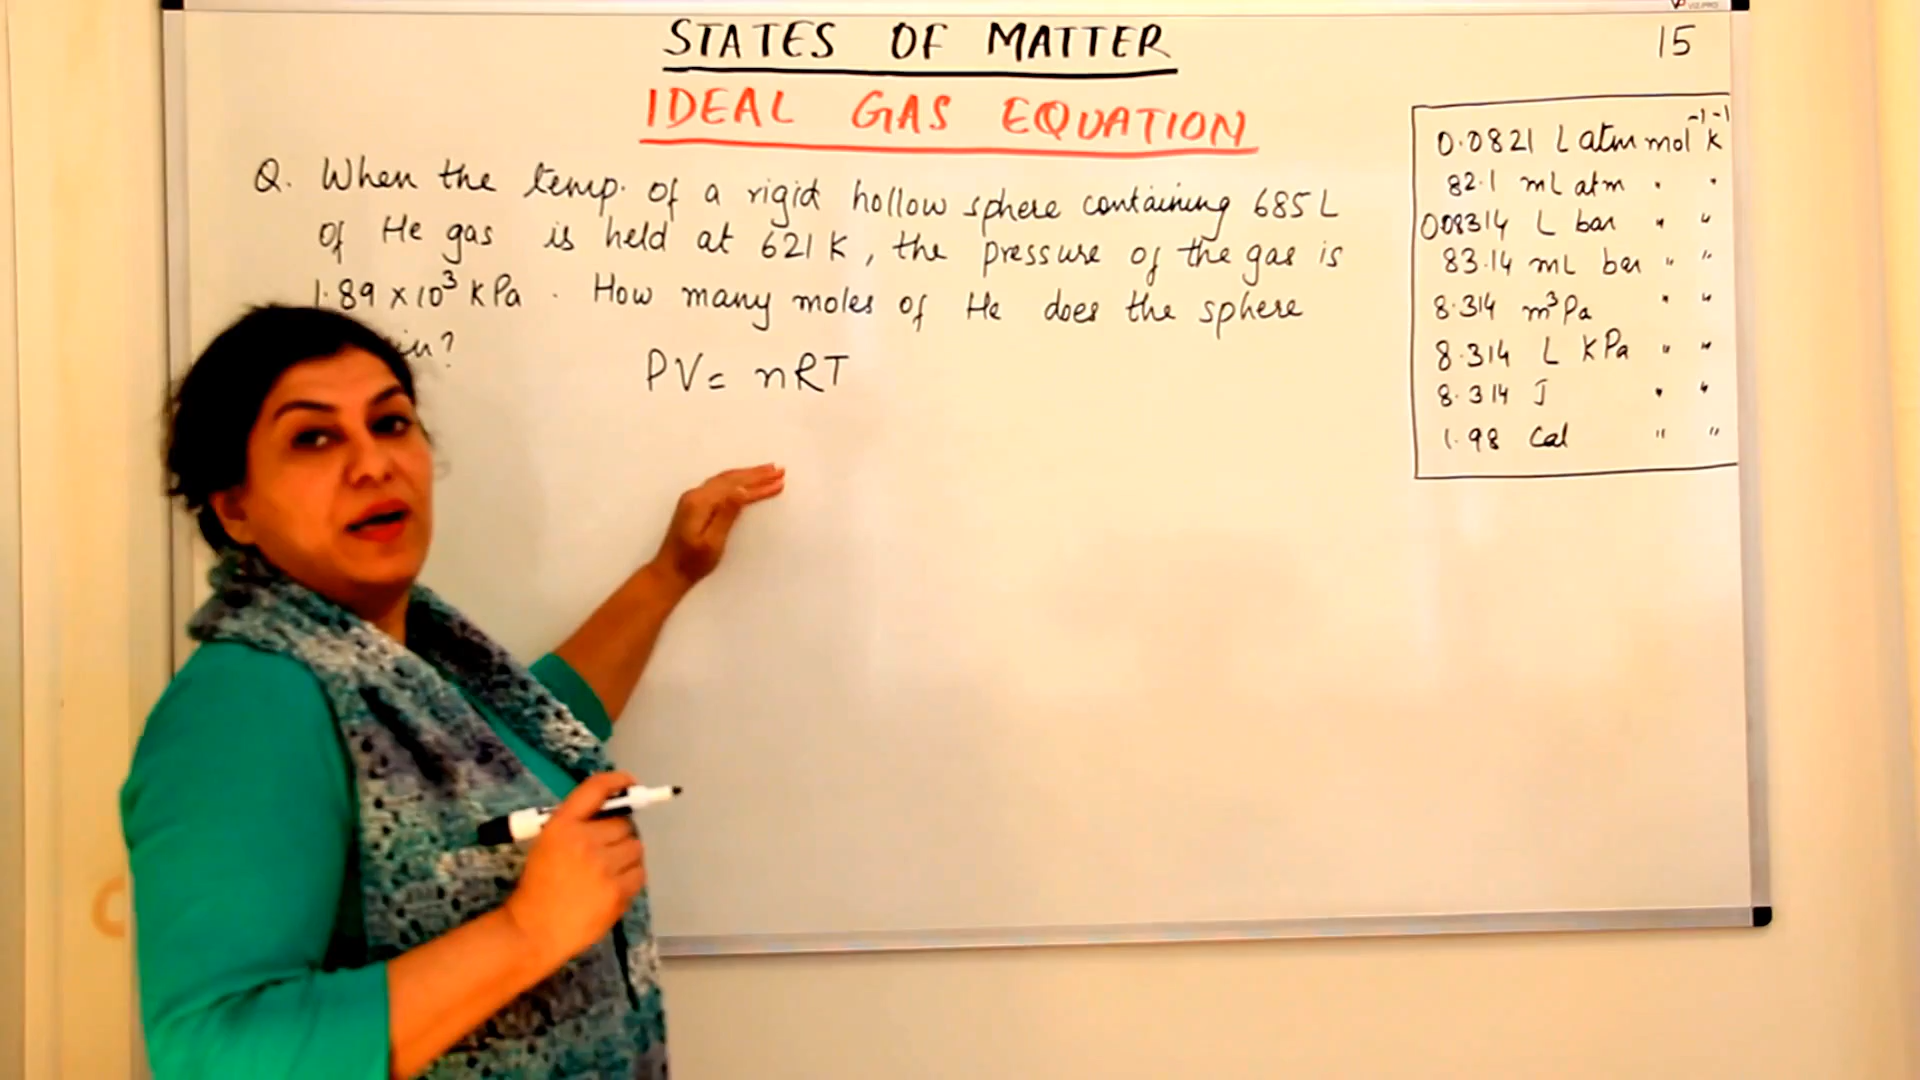 STATES OF MATTER
15
IDEAL GAS EQUATION
Q. When the temp. of a rigid hollow sphere containing 685 L
of He gas is held at 621 K, the pressure of the gas is
1.89 × 10³ kPa. How many moles of He does the sphere
PV = nRT
0.0821 L atm mol⁻¹ K⁻¹
82.1 mL atm " "
0.08314 L bar " "
83.14 mL bar " "
8.314 m³ Pa " "
8.314 L kPa " "
8.314 J " "
1.98 Cal " "